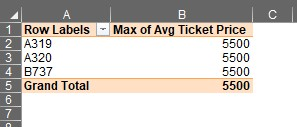 A B C
1 Row Labels Max of Avg Ticket Price
2 A319 5500
3 A320 5500
4 B737 5500
5 Grand Total 5500
6
7